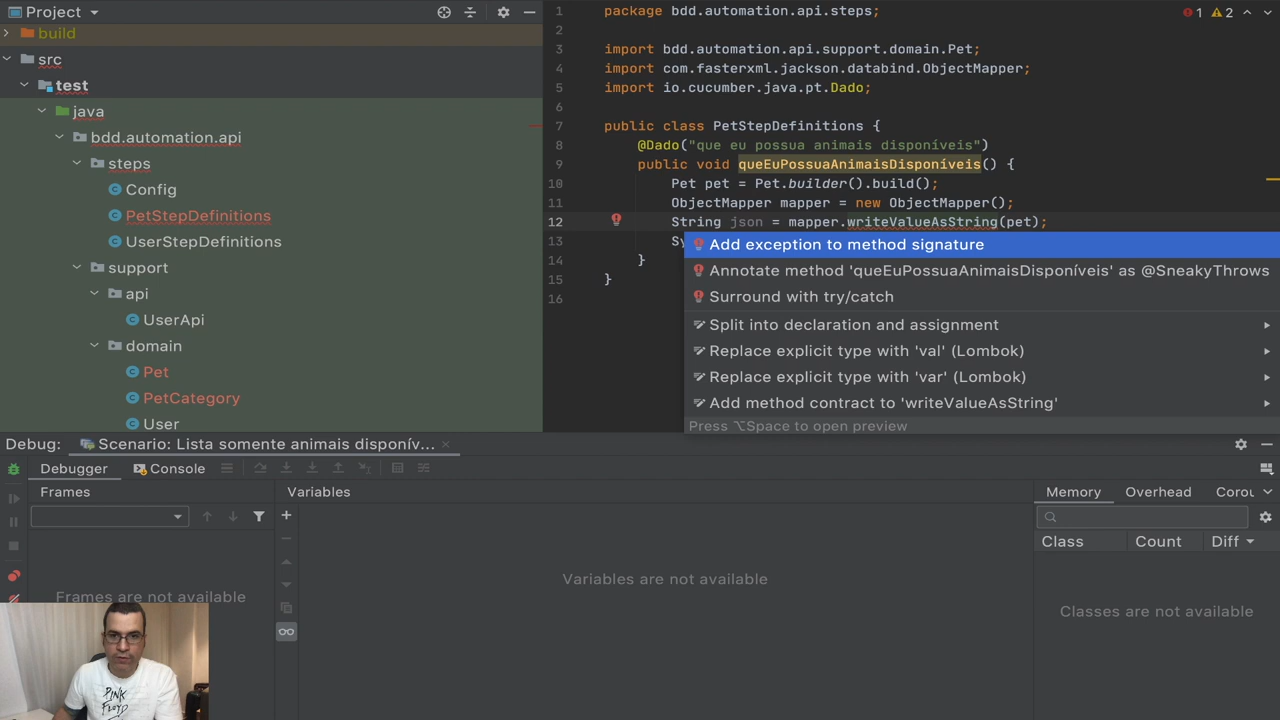 Project
build
src
test
java
bdd.automation.api
steps
Config
PetStepDefinitions
UserStepDefinitions
support
api
UserApi
domain
Pet
PetCategory
User
1 package bdd.automation.api.steps;
1 2
2
3 import bdd.automation.api.support.domain.Pet;
4 import com.fasterxml.jackson.databind.ObjectMapper;
5 import io.cucumber.java.pt.Dado;
6
7 public class PetStepDefinitions {
8 @Dado("que eu possua animais disponíveis")
9 public void queEuPossuaAnimaisDisponíveis() {
10 Pet pet = Pet.builder().build();
11 ObjectMapper mapper = new ObjectMapper();
12 String json = mapper.writeValueAsString(pet);
13 Sy
14 }
15 }
16
Add exception to method signature
Annotate method 'queEuPossuaAnimaisDisponíveis' as @SneakyThrows
Surround with try/catch
Split into declaration and assignment
Replace explicit type with 'val' (Lombok)
Replace explicit type with 'var' (Lombok)
Add method contract to 'writeValueAsString'
Press ⌥Space to open preview
Debug: Scenario: Lista somente animais disponív...
Debugger Console
Frames Variables Memory Overhead Corou
Class Count Diff
Variables are not available
Frames are not available
Classes are not available
PINK
FLOYD